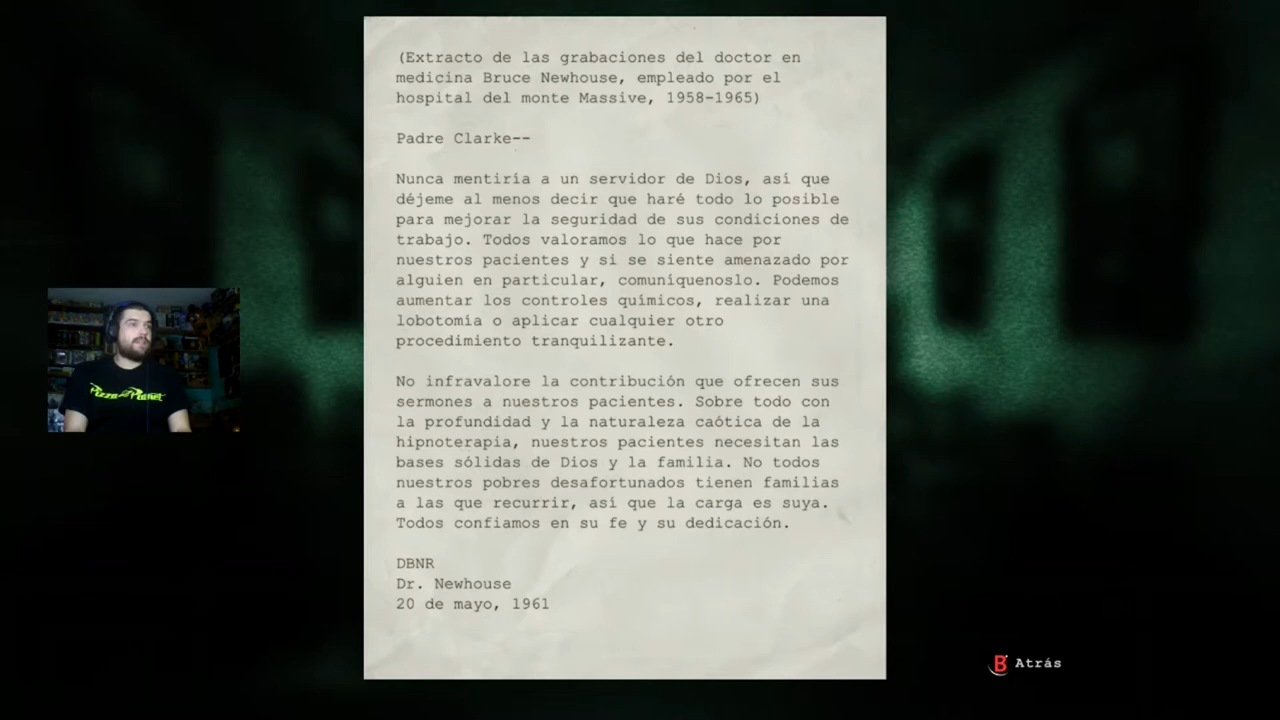 (Extracto de las grabaciones del doctor en
medicina Bruce Newhouse, empleado por el
hospital del monte Massive, 1958-1965)
Padre Clarke--
Nunca mentiría a un servidor de Dios, así que
déjeme al menos decir que haré todo lo posible
para mejorar la seguridad de sus condiciones de
trabajo. Todos valoramos lo que hace por
nuestros pacientes y si se siente amenazado por
alguien en particular, comuníquenoslo. Podemos
aumentar los controles químicos, realizar una
lobotomía o aplicar cualquier otro
procedimiento tranquilizante.
No infravalore la contribución que ofrecen sus
sermones a nuestros pacientes. Sobre todo con
la profundidad y la naturaleza caótica de la
hipnoterapia, nuestros pacientes necesitan las
bases sólidas de Dios y la familia. No todos
nuestros pobres desafortunados tienen familias
a las que recurrir, así que la carga es suya.
Todos confiamos en su fe y su dedicación.
DBNR
Dr. Newhouse
20 de mayo, 1961
Pizza Planet
B Atrás